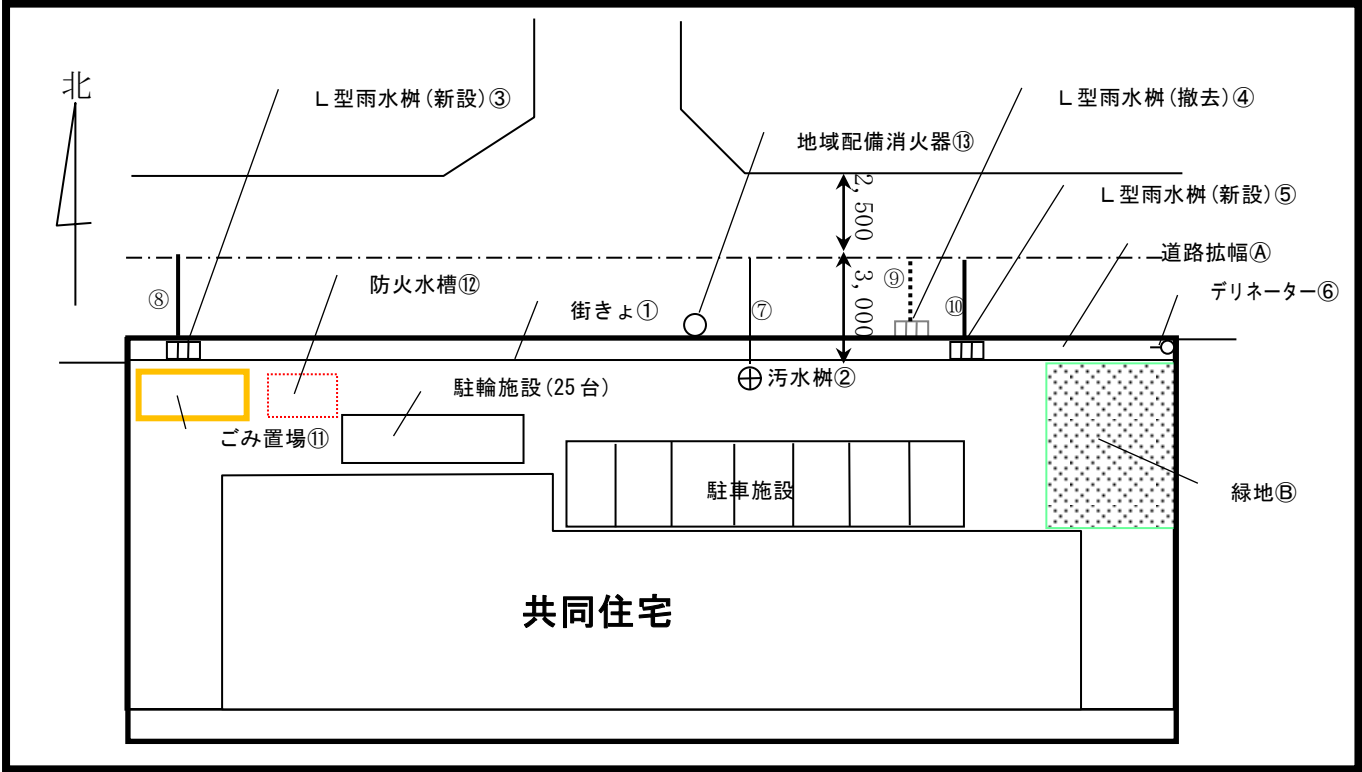 北
L型雨水桝(新設)③
L型雨水桝(撤去)④
地域配備消火器⑬
2,500
L型雨水桝(新設)⑤
道路拡幅Ⓐ
防火水槽⑫
⑨
デリネーター⑥
⑧
街きょ①
⑦
3,000
⑩
汚水桝②
駐輪施設(25台)
ごみ置場⑪
駐車施設
緑地Ⓑ
共同住宅